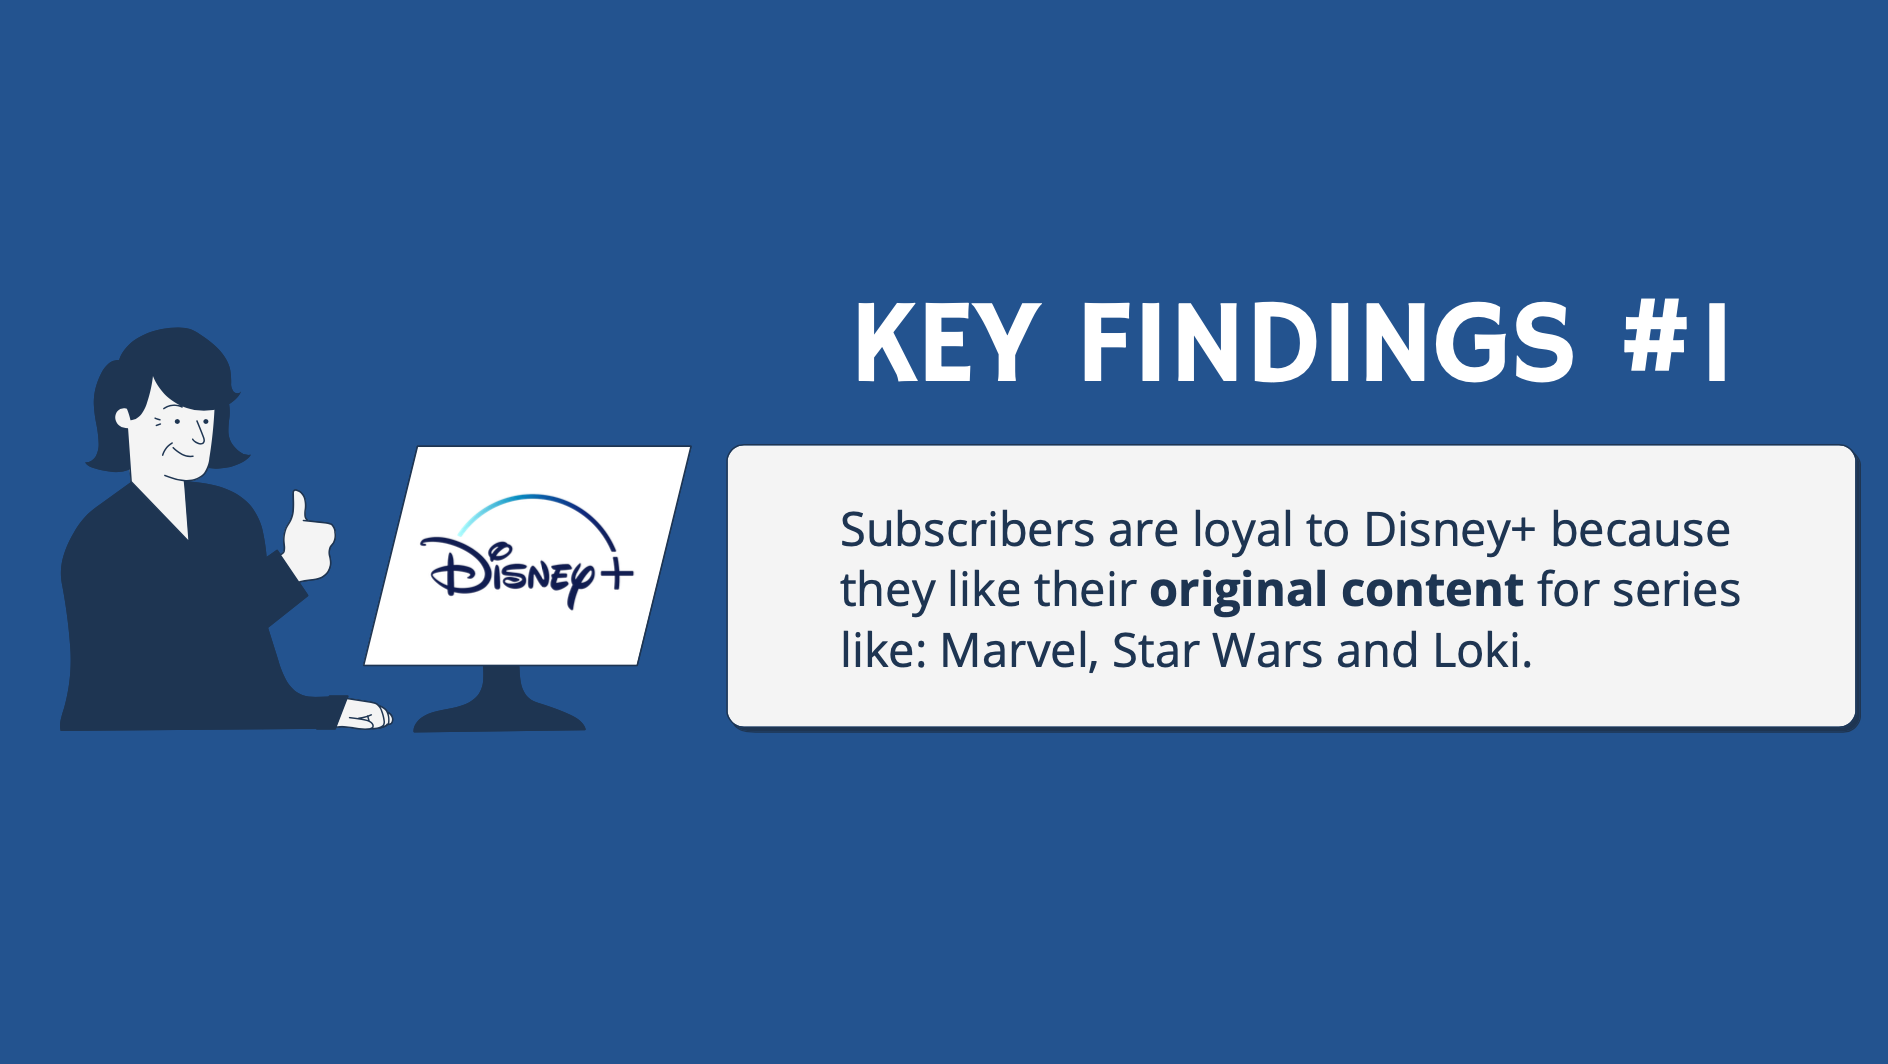 KEY FINDINGS #1
Disney+
Subscribers are loyal to Disney+ because
they like their original content for series
like: Marvel, Star Wars and Loki.